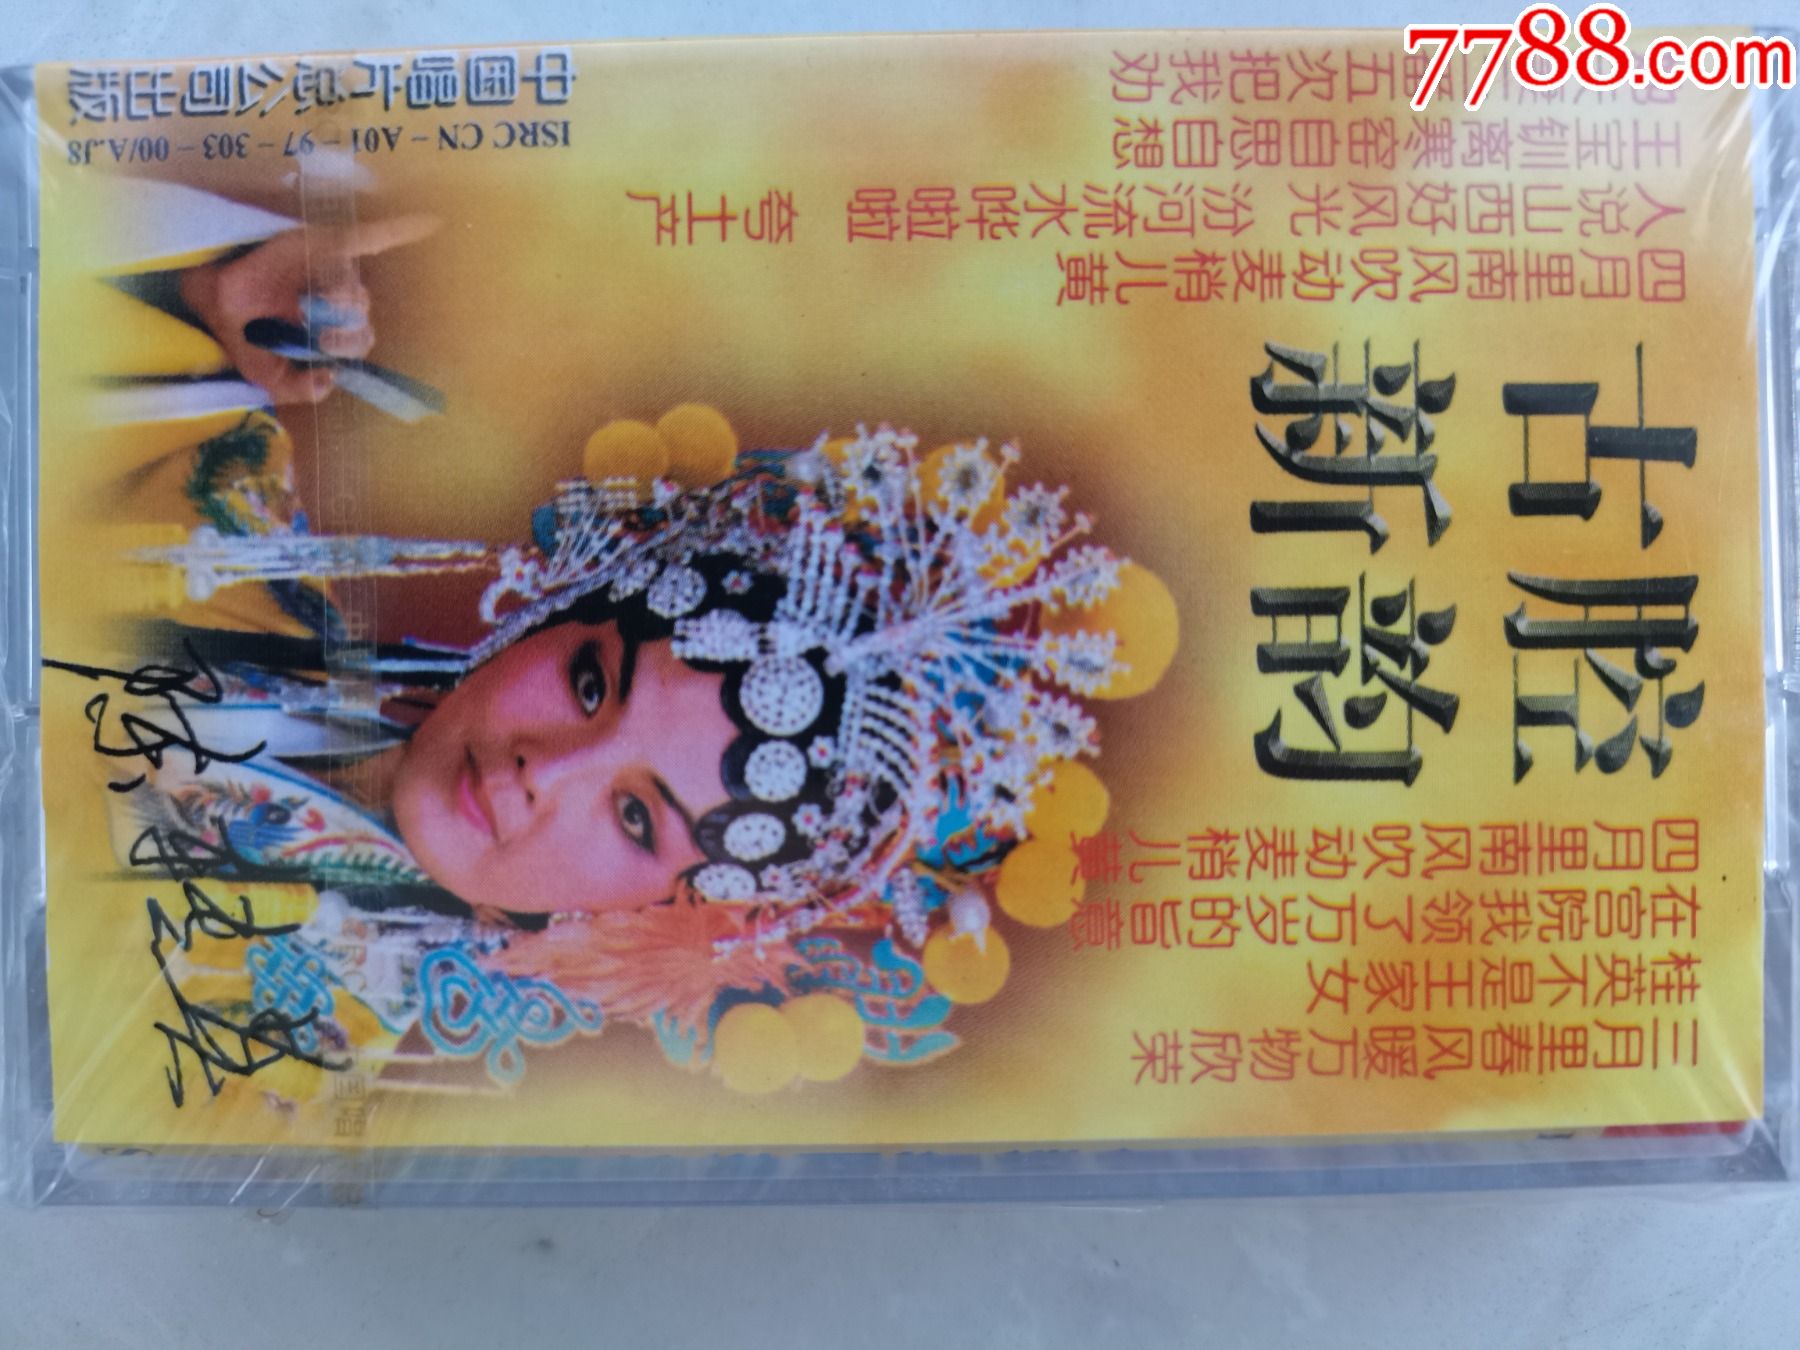 7788.com
古腔
新韵
三月里春风暖万物欣荣
桂英不是王家女
在宫院我领了万岁的旨意
四月里南风吹动麦梢儿黄
四月里南风吹动麦梢儿黄
人说山西好风光 汾河流水哗啦啦 夸土产
王宝钏离寒窑自思自想
五次把我劝
ISRC CN – A01 – 97 – 303 – 00/A.J8
中国唱片总公司出版